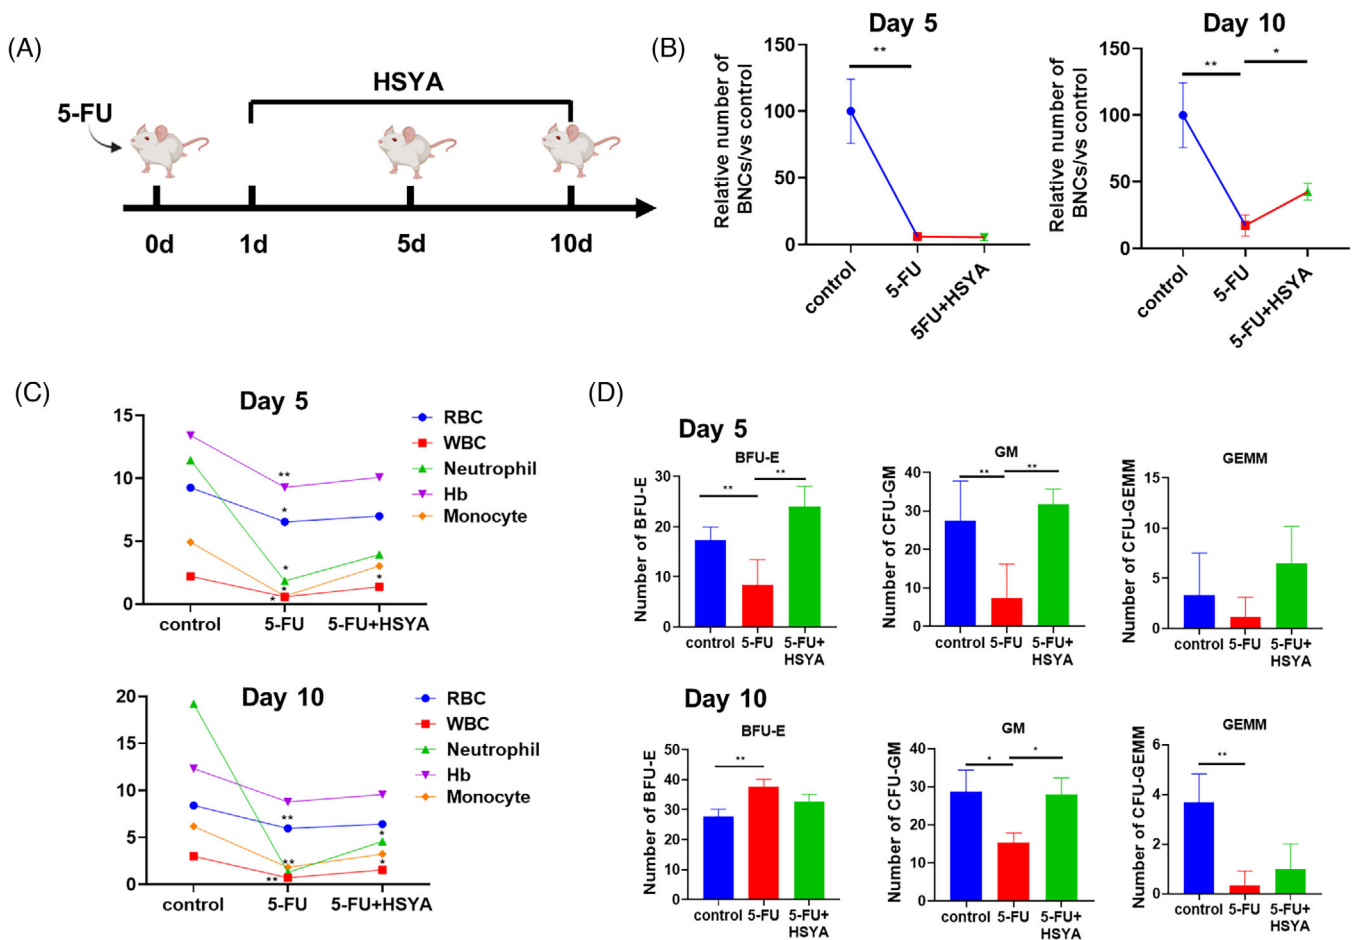 (A)
HSYA
5-FU
0d 1d 5d 10d
(B)
Day 5
Relative number of
BNCs/vs control
150
100
50
0
**
control
5-FU
5FU+HSYA
Day 10
Relative number of
BNCs/vs control
150
100
50
0
**
*
control
5-FU
5-FU+HSYA
(C)
Day 5
15
10
5
0
**
*
*
*
*
*
control 5-FU 5-FU+HSYA
RBC
WBC
Neutrophil
Hb
Monocyte
Day 10
20
15
10
5
0
**
**
**
*
*
control 5-FU 5-FU+HSYA
RBC
WBC
Neutrophil
Hb
Monocyte
(D)
Day 5
BFU-E
Number of BFU-E
30
20
10
0
**
**
control 5-FU 5-FU+
HSYA
GM
Number of CFU-GM
40
30
20
10
0
**
**
control 5-FU 5-FU+
HSYA
GEMM
Number of CFU-GEMM
15
10
5
0
control 5-FU 5-FU+
HSYA
Day 10
BFU-E
Number of BFU-E
50
40
30
20
10
0
**
control 5-FU 5-FU+
HSYA
GM
Number of CFU-GM
40
30
20
10
0
*
*
control 5-FU 5-FU+
HSYA
GEMM
Number of CFU-GEMM
6
4
2
0
**
control 5-FU 5-FU+
HSYA